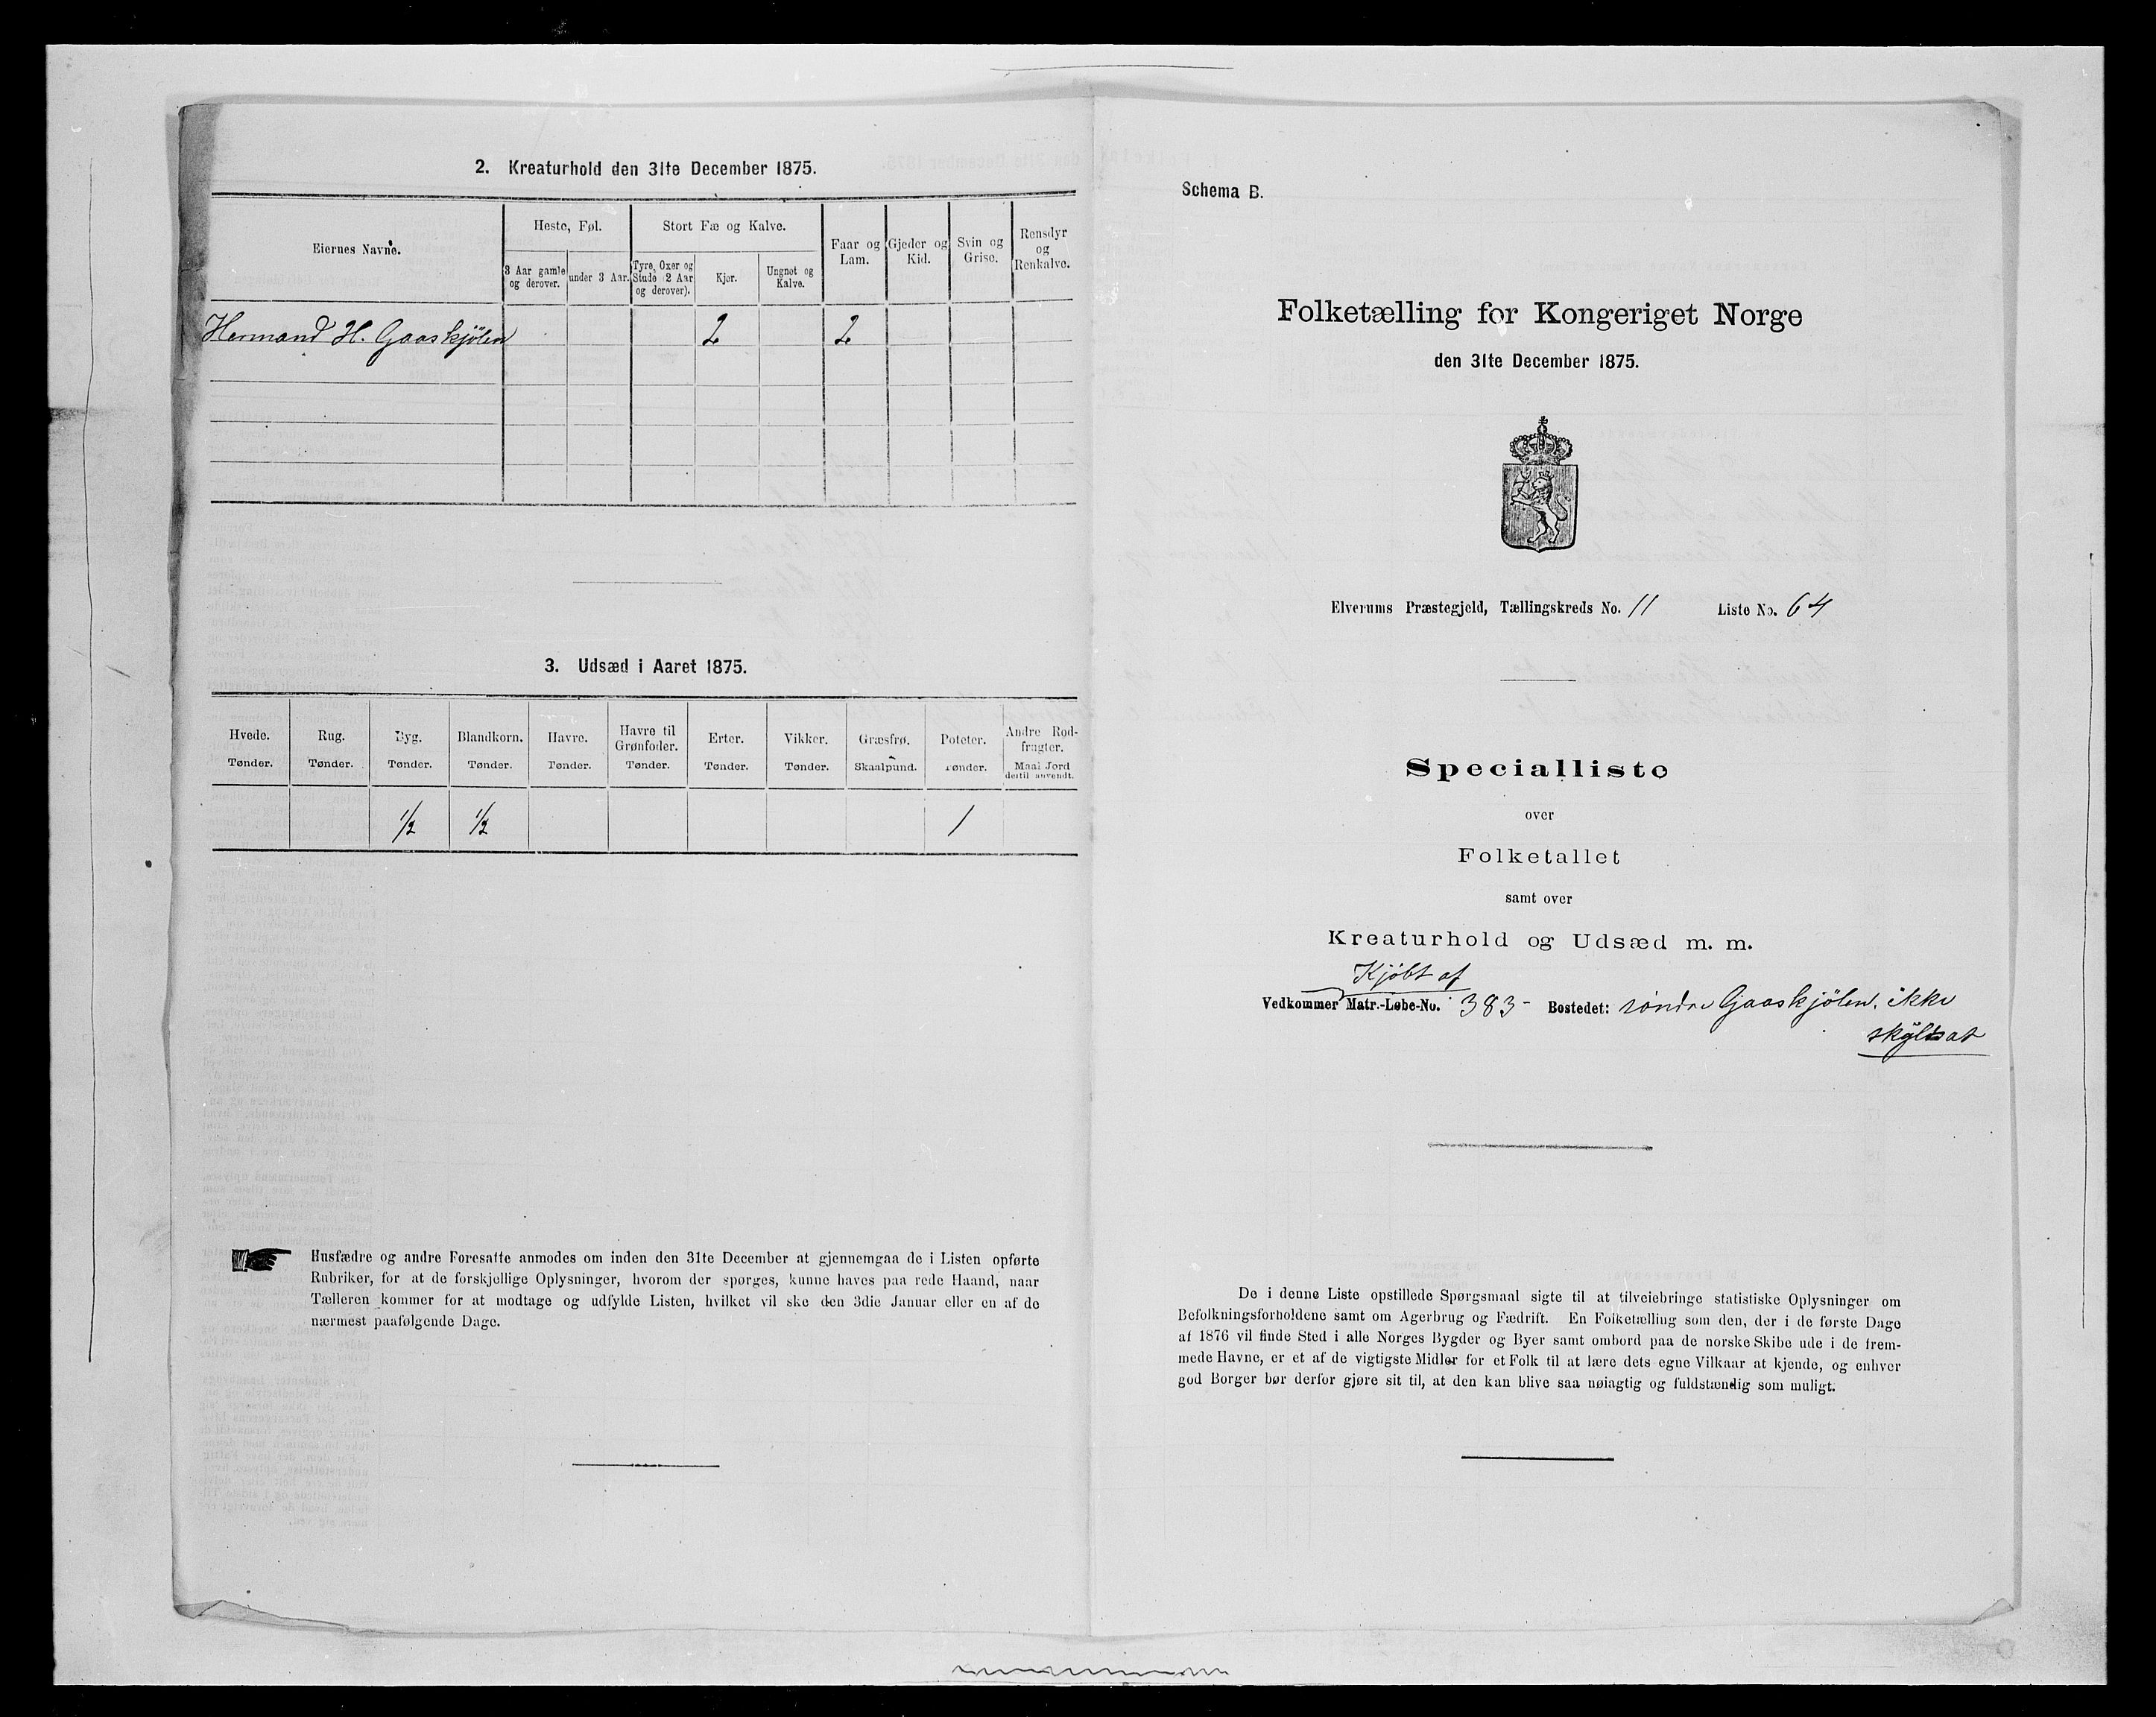 2. Kreaturhold den 31te December 1875.
Eiernes Navne.
Heste, Føl.
Stort Fæ og Kalve.
Faar og Lam.
Gjeder og Kid.
Svin og Grise.
Rensdyr og Renkalve.
3 Aar gamle og derover.
under 3 Aar.
Tyre, Oxer og Stude (2 Aar og derover).
Kjør.
Ungnøt og Kalve.
Hermand H. Gaaskjölen 2 2
3. Udsæd i Aaret 1875.
Hvede. Rug. Byg. Blandkorn. Havre. Havre til Grønfoder. Erter. Vikker. Græsfrø. Poteter. Andre Rodfrugter.
Tønder. Tønder. Tønder. Tønder. Tønder. Tønder. Tønder. Tønder. Skaalpund. Tønder. Maal Jord dertil anvendt.
1/2 1/2 1
Husfædre og andre Foresatte anmodes om inden den 31te December at gjennemgaa de i Listen opførte
Rubriker, for at de forskjellige Oplysninger, hvorom der spørges, kunne haves paa rede Haand, naar
Tælleren kommer for at modtage og udfylde Listen, hvilket vil ske den 3die Januar eller en af de
nærmest paafølgende Dage.
Schema B.
Folketælling for Kongeriget Norge
den 31te December 1875.
Elverums Præstegjeld, Tællingskreds No. 11 Liste No. 64
Specialliste
over
Folketallet
samt over
Kreaturhold og Udsæd m. m.
Kjöbt af
Vedkommer Matr.-Løbe-No. 383 - Bostedet: söndre Gaaskjölen, ikke
skyldsat
De i denne Liste opstillede Spørgsmaal sigte til at tilveiebringe statistiske Oplysninger om
Befolkningsforholdene samt om Agerbrug og Fædrift. En Folketælling som den, der i de første Dage
af 1876 vil finde Sted i alle Norges Bygder og Byer samt ombord paa de norske Skibe ude i de frem-
mede Havne, er et af de vigtigste Midler for et Folk til at lære dets egne Vilkaar at kjende, og enhver
god Borger bør derfor gjøre sit til, at den kan blive saa nøiagtig og fuldstændig som muligt.